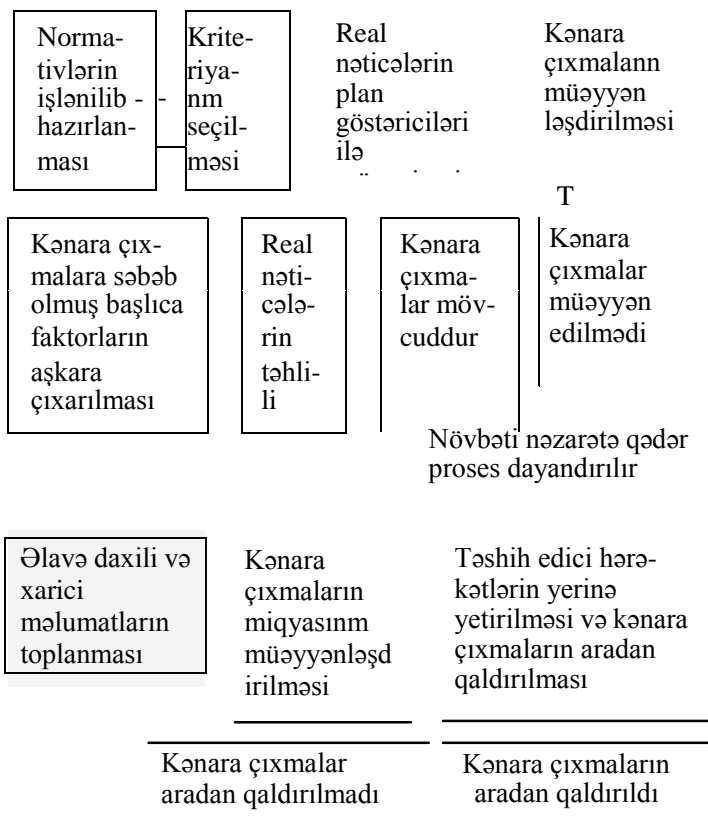 Norma-
tivlərin
işlənilib - -
hazırlan-
ması
Krite-
riya-
nm
seçil-
məsi
Real
nəticələrin
plan
göstəriciləri
ilə
Kənara
çıxmalann
müəyyən
ləşdirilməsi
T
Kənara çıx-
malara səbəb
olmuş başlıca
faktorların
aşkara
çıxarılması
Real
nəti-
cələ-
rin
təhli-
li
Kənara
çıxma-
lar möv-
cuddur
Kənara
çıxmalar
müəyyən
edilmədi
Növbəti nəzarətə qədər
proses dayandırılır
Əlavə daxili və
xarici
məlumatların
toplanması
Kənara
çıxmaların
miqyasınm
müəyyənləşd
irilməsi
Təshih edici hərə-
kətlərin yerinə
yetirilməsi və kənara
çıxmaların aradan
qaldırılması
Kənara çıxmalar
aradan qaldırılmadı
Kənara çıxmaların
aradan qaldırıldı